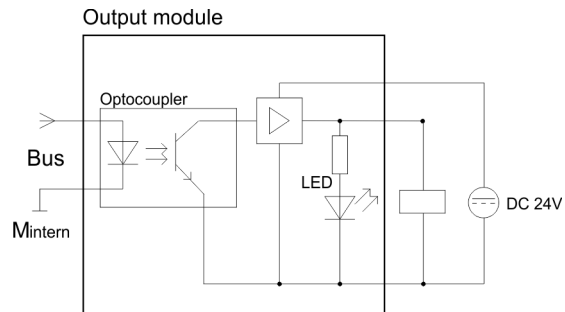 Output module
Optocoupler
Bus
LED
DC 24V
Mintern